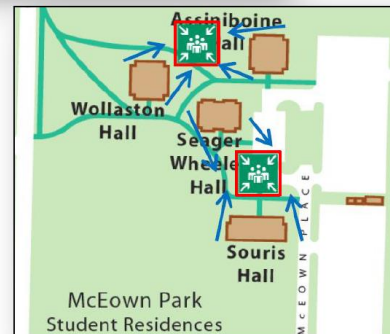 Assiniboine
Hall
Wollaston
Hall
Seager
Wheeler
Hall
Souris
Hall
McEOWN PLACE
McEown Park
Student Residences